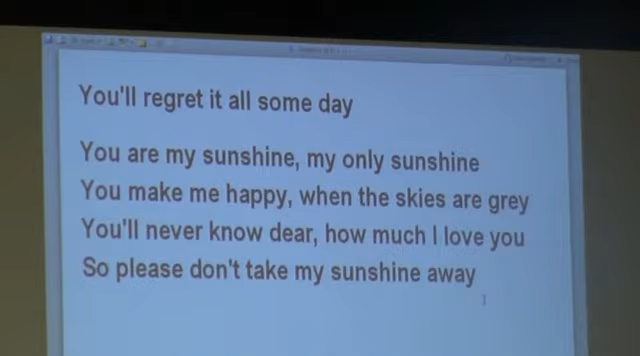 You'll regret it all some day
You are my sunshine, my only sunshine
You make me happy, when the skies are grey
You'll never know dear, how much I love you
So please don't take my sunshine away